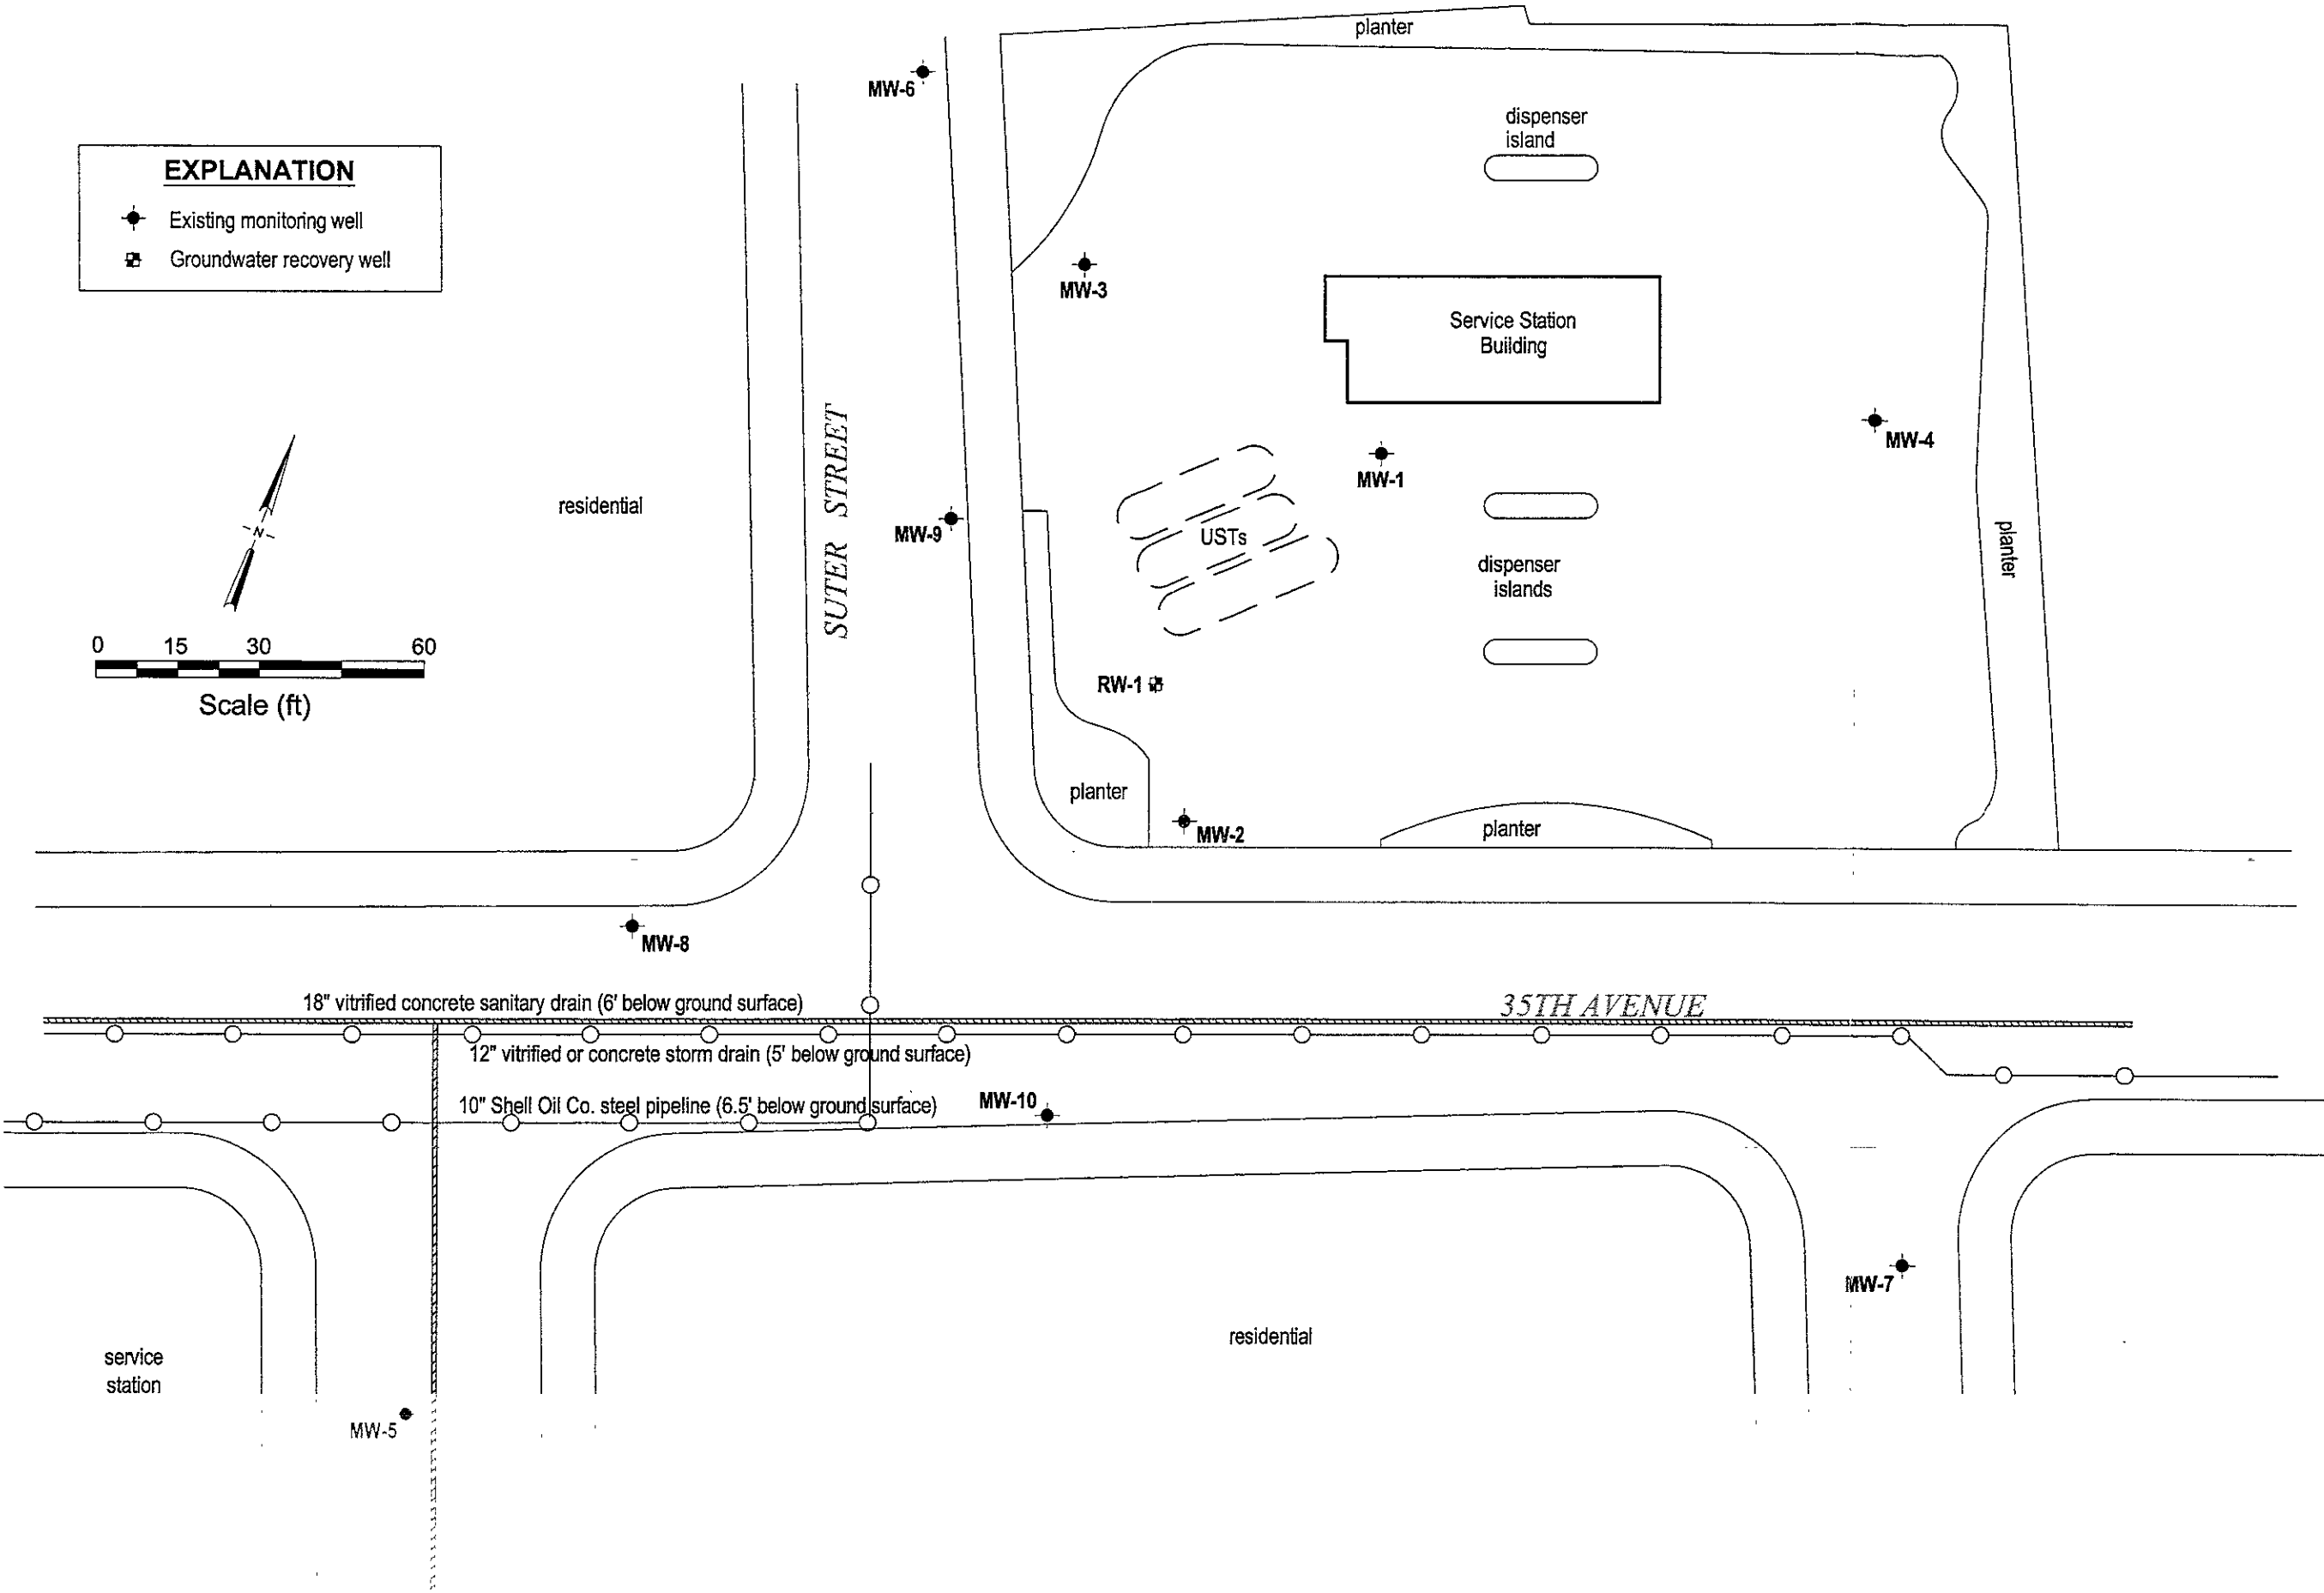 planter
MW-6
dispenser
island
EXPLANATION
Existing monitoring well
Groundwater recovery well
MW-3
Service Station
Building
SUTER STREET
MW-4
MW-1
residential
N
MW-9
USTs
planter
dispenser
islands
0 15 30 60
Scale (ft)
RW-1
planter
MW-2
planter
MW-8
18" vitrified concrete sanitary drain (6' below ground surface)
35TH AVENUE
12" vitrified or concrete storm drain (5' below ground surface)
10" Shell Oil Co. steel pipeline (6.5' below ground surface)
MW-10
MW-7
residential
service
station
MW-5